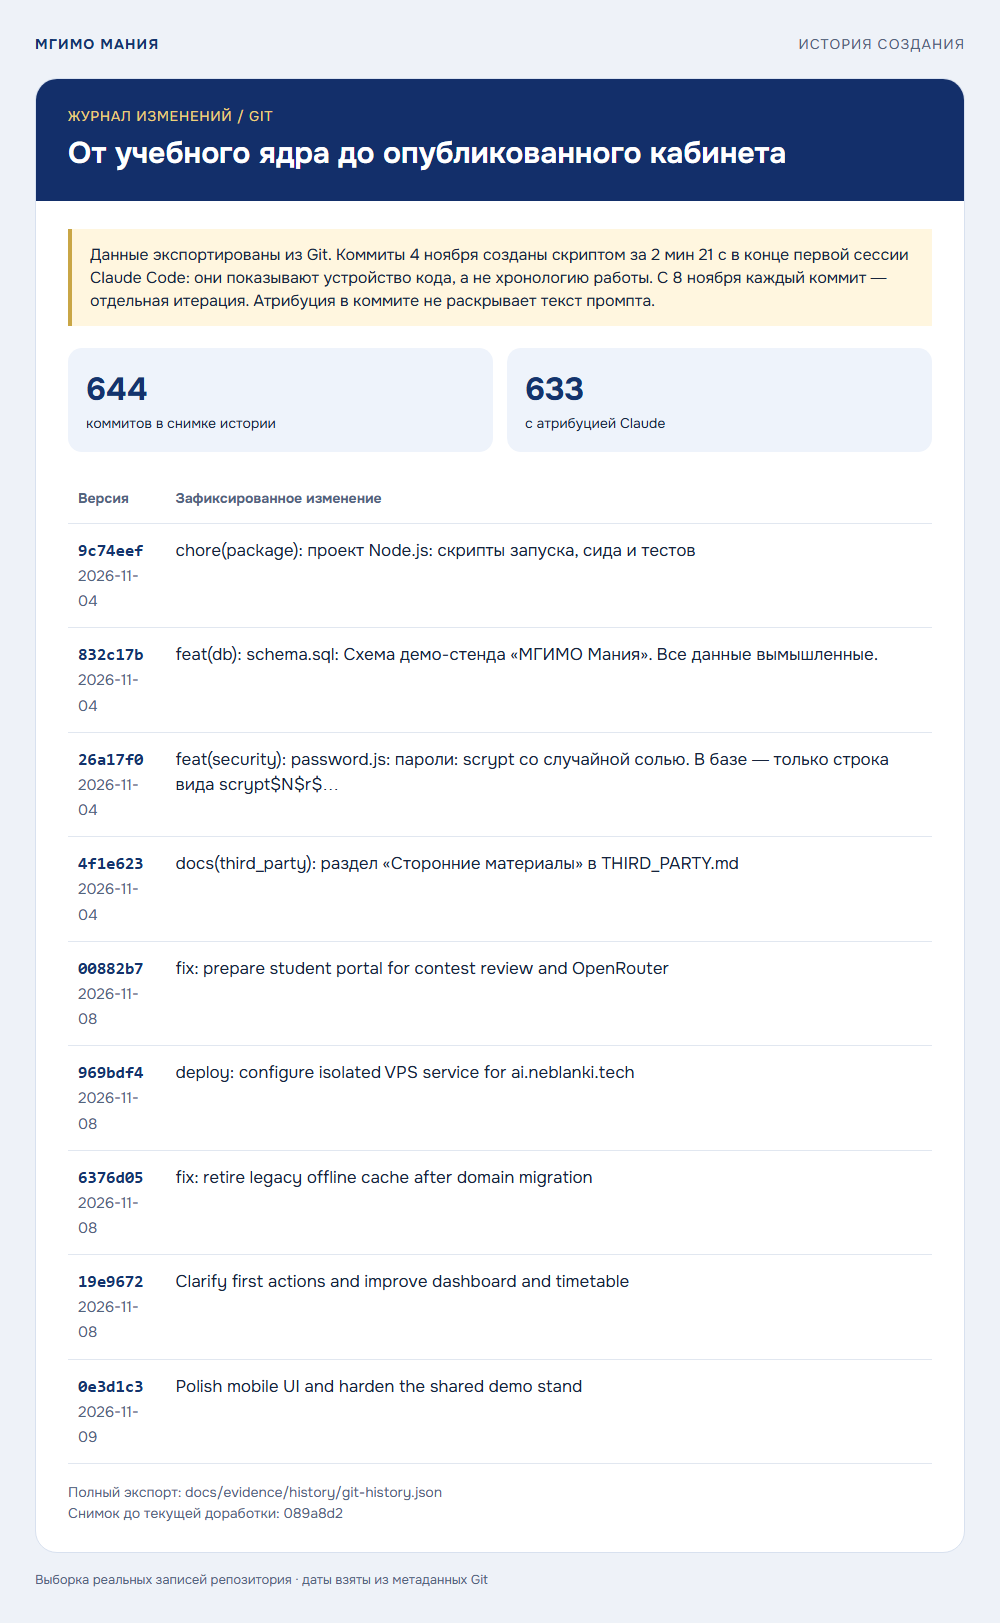 МГИМО МАНИЯ
ИСТОРИЯ СОЗДАНИЯ
ЖУРНАЛ ИЗМЕНЕНИЙ / GIT
От учебного ядра до опубликованного кабинета
Данные экспортированы из Git. Коммиты 4 ноября созданы скриптом за 2 мин 21 с в конце первой сессии
Claude Code: они показывают устройство кода, а не хронологию работы. С 8 ноября каждый коммит —
отдельная итерация. Атрибуция в коммите не раскрывает текст промпта.
644
коммитов в снимке истории
633
с атрибуцией Claude
Версия Зафиксированное изменение
9c74eef chore(package): проект Node.js: скрипты запуска, сида и тестов
2026-11-
04
832c17b feat(db): schema.sql: Схема демо-стенда «МГИМО Мания». Все данные вымышленные.
2026-11-
04
26a17f0 feat(security): password.js: пароли: scrypt со случайной солью. В базе — только строка
2026-11- вида scrypt$N$r$…
04
4f1e623 docs(third_party): раздел «Сторонние материалы» в THIRD_PARTY.md
2026-11-
04
00882b7 fix: prepare student portal for contest review and OpenRouter
2026-11-
08
969bdf4 deploy: configure isolated VPS service for ai.neblanki.tech
2026-11-
08
6376d05 fix: retire legacy offline cache after domain migration
2026-11-
08
19e9672 Clarify first actions and improve dashboard and timetable
2026-11-
08
0e3d1c3 Polish mobile UI and harden the shared demo stand
2026-11-
09
Полный экспорт: docs/evidence/history/git-history.json
Снимок до текущей доработки: 089a8d2
Выборка реальных записей репозитория · даты взяты из метаданных Git